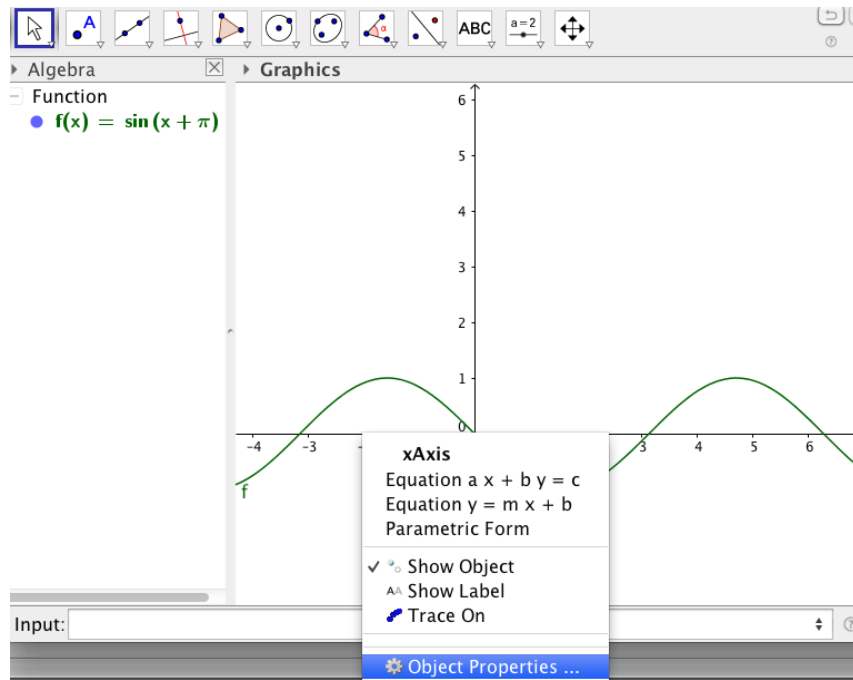 A
α
ABC
a=2
Algebra
Graphics
Function
f(x) = sin (x + π)
6
5
4
3
2
1
0
-4 -3 3 4 5 6
f
xAxis
Equation a x + b y = c
Equation y = m x + b
Parametric Form
Show Object
AA Show Label
Trace On
Input:
Object Properties ...